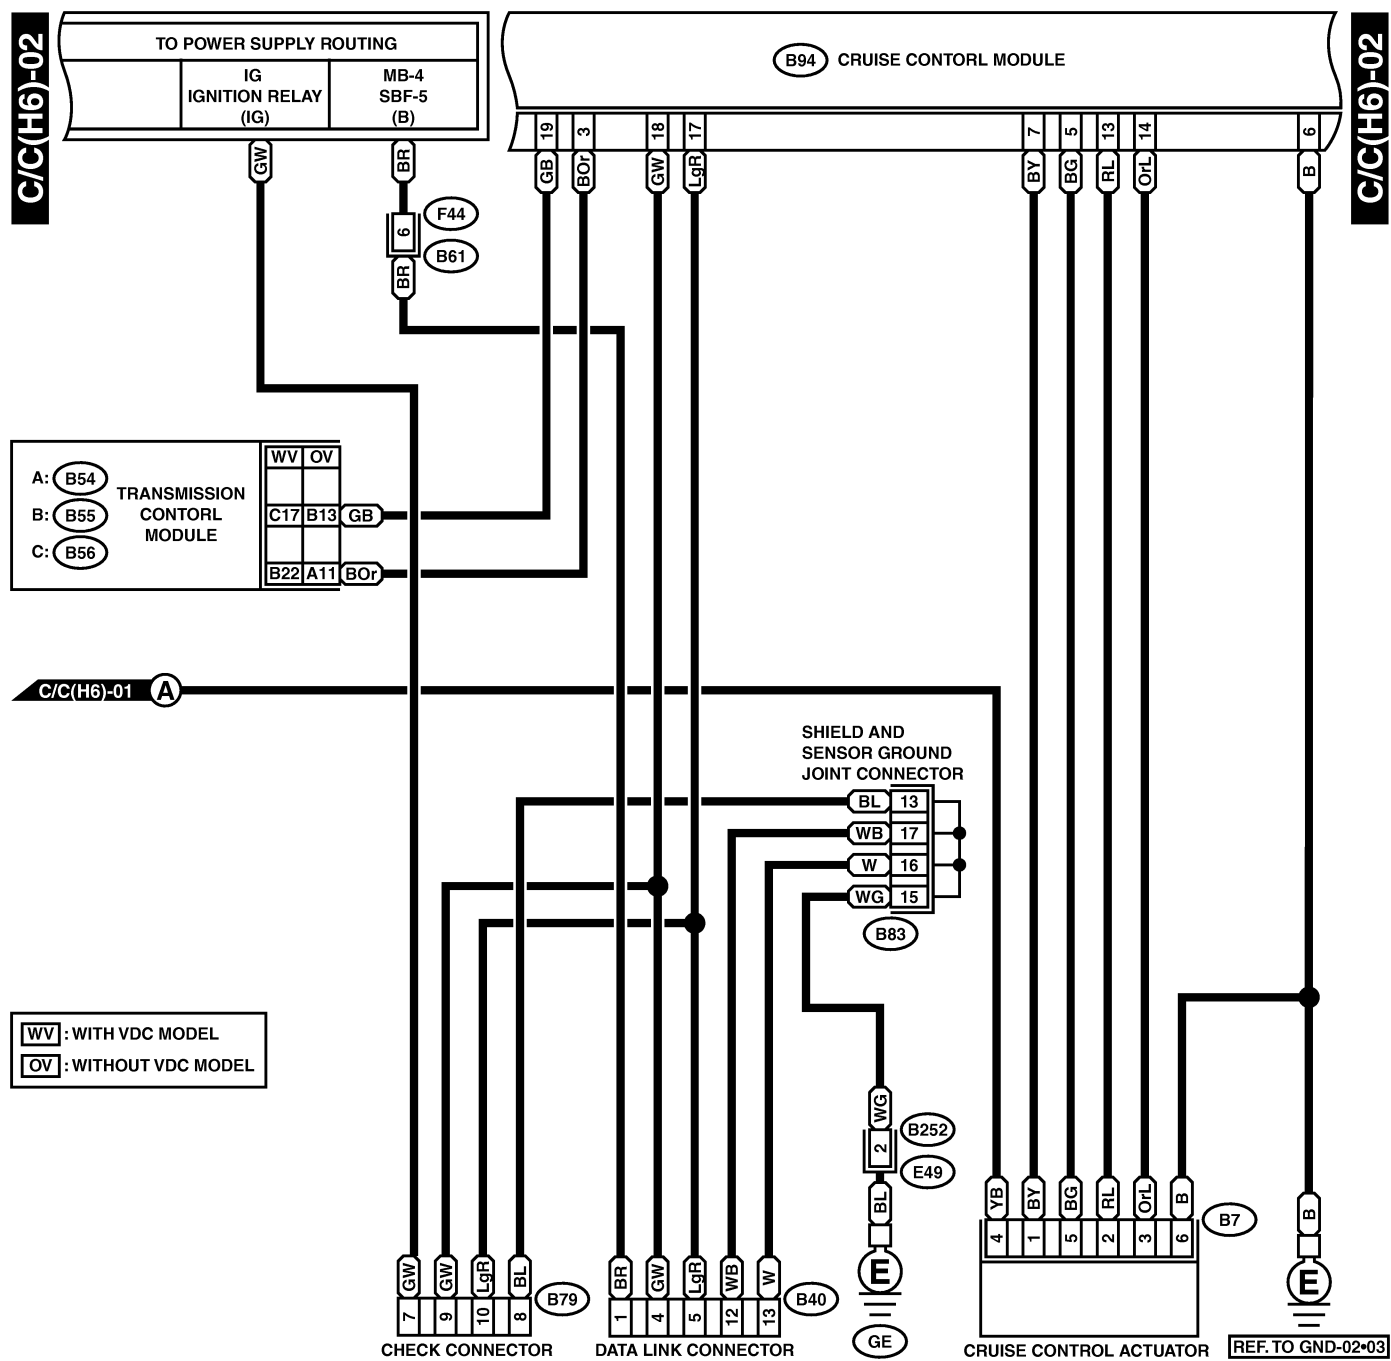 C/C(H6)-02
TO POWER SUPPLY ROUTING
IG
IGNITION RELAY
(IG)
MB-4
SBF-5
(B)
B94 CRUISE CONTORL MODULE
C/C(H6)-02
19 3 18 17 7 5 13 14 6
GW BR GB BOr GW LgR BY BG RL OrL B
F44
6
B61
BR
WV OV
A: B54
B: B55
C: B56
TRANSMISSION
CONTORL
MODULE
C17 B13 GB
B22 A11 BOr
C/C(H6)-01 A
SHIELD AND
SENSOR GROUND
JOINT CONNECTOR
BL 13
WB 17
W 16
WG 15
B83
WV : WITH VDC MODEL
OV : WITHOUT VDC MODEL
WG
B252
2
E49
BL
E
GE
YB BY BG RL OrL B
B7
4 1 5 2 3 6
B
E
GW GW LgR BL
B79
7 9 10 8
CHECK CONNECTOR
BR GW LgR WB W
B40
1 4 5 12 13
DATA LINK CONNECTOR
CRUISE CONTROL ACTUATOR
REF. TO GND-02•03